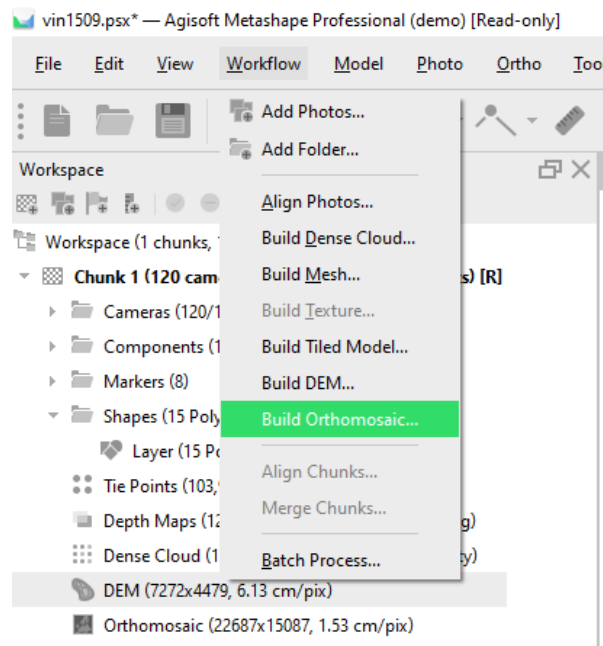 vin1509.psx* — Agisoft Metashape Professional (demo) [Read-only]
File Edit View Workflow Model Photo Ortho Too
Add Photos...
Add Folder...
Workspace
Align Photos...
Workspace (1 chunks,
Build Dense Cloud...
Chunk 1 (120 cam s) [R]
Build Mesh...
Cameras (120/1
Build Texture...
Components (1
Build Tiled Model...
Markers (8)
Build DEM...
Shapes (15 Poly
Build Orthomosaic...
Layer (15 Po
Align Chunks...
Tie Points (103,
Merge Chunks...
Depth Maps (12 g)
Dense Cloud (1 ty)
Batch Process...
DEM (7272x4479, 6.13 cm/pix)
Orthomosaic (22687x15087, 1.53 cm/pix)